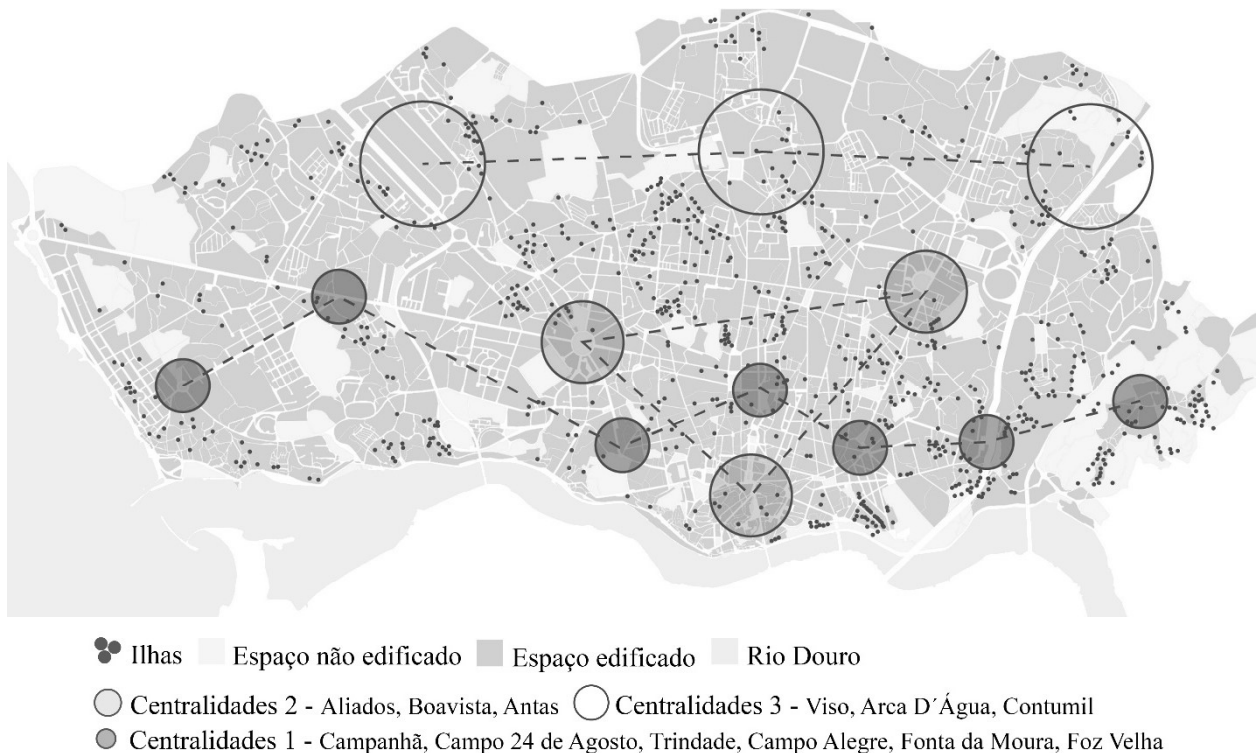 Ilhas Espaço não edificado Espaço edificado Rio Douro
Centralidades 2 - Aliados, Boavista, Antas Centralidades 3 - Viso, Arca D´Água, Contumil
Centralidades 1 - Campanhã, Campo 24 de Agosto, Trindade, Campo Alegre, Fonta da Moura, Foz Velha